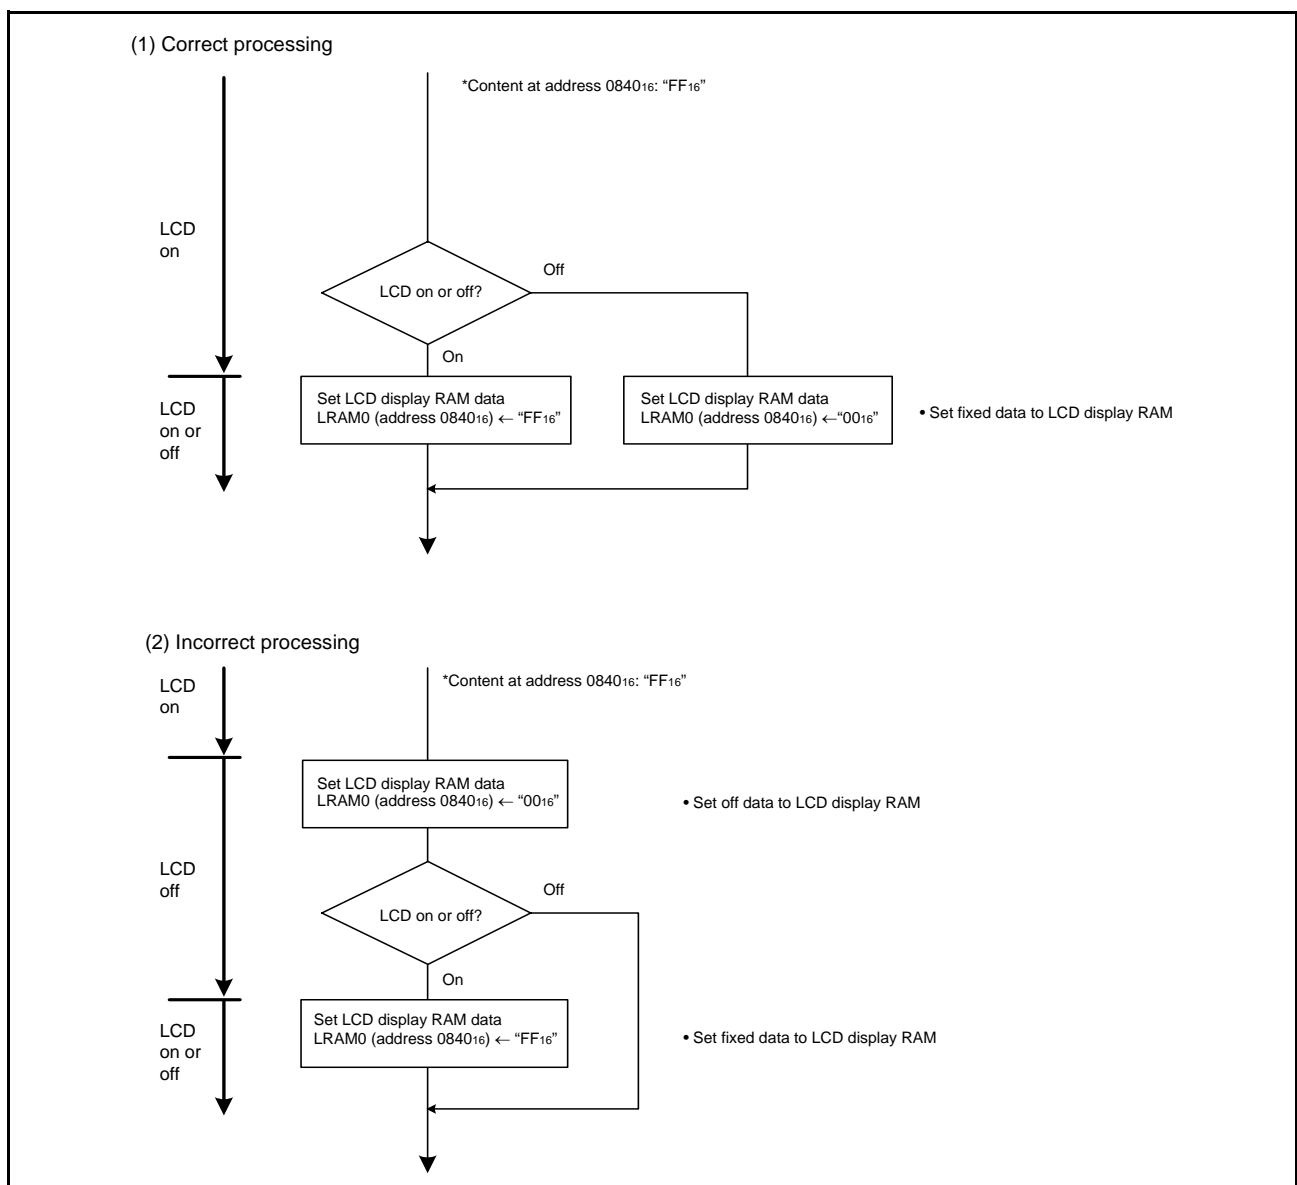 (1) Correct processing
*Content at address 084016: “FF16”
LCD
on
Off
LCD on or off?
On
LCD
on or
off
Set LCD display RAM data
LRAM0 (address 084016) ← “FF16”
Set LCD display RAM data
LRAM0 (address 084016) ←“0016”
• Set fixed data to LCD display RAM
(2) Incorrect processing
LCD
on
*Content at address 084016: “FF16”
Set LCD display RAM data
LRAM0 (address 084016) ← “0016”
• Set off data to LCD display RAM
LCD
off
Off
LCD on or off?
On
LCD
on or
off
Set LCD display RAM data
LRAM0 (address 084016) ← “FF16”
• Set fixed data to LCD display RAM